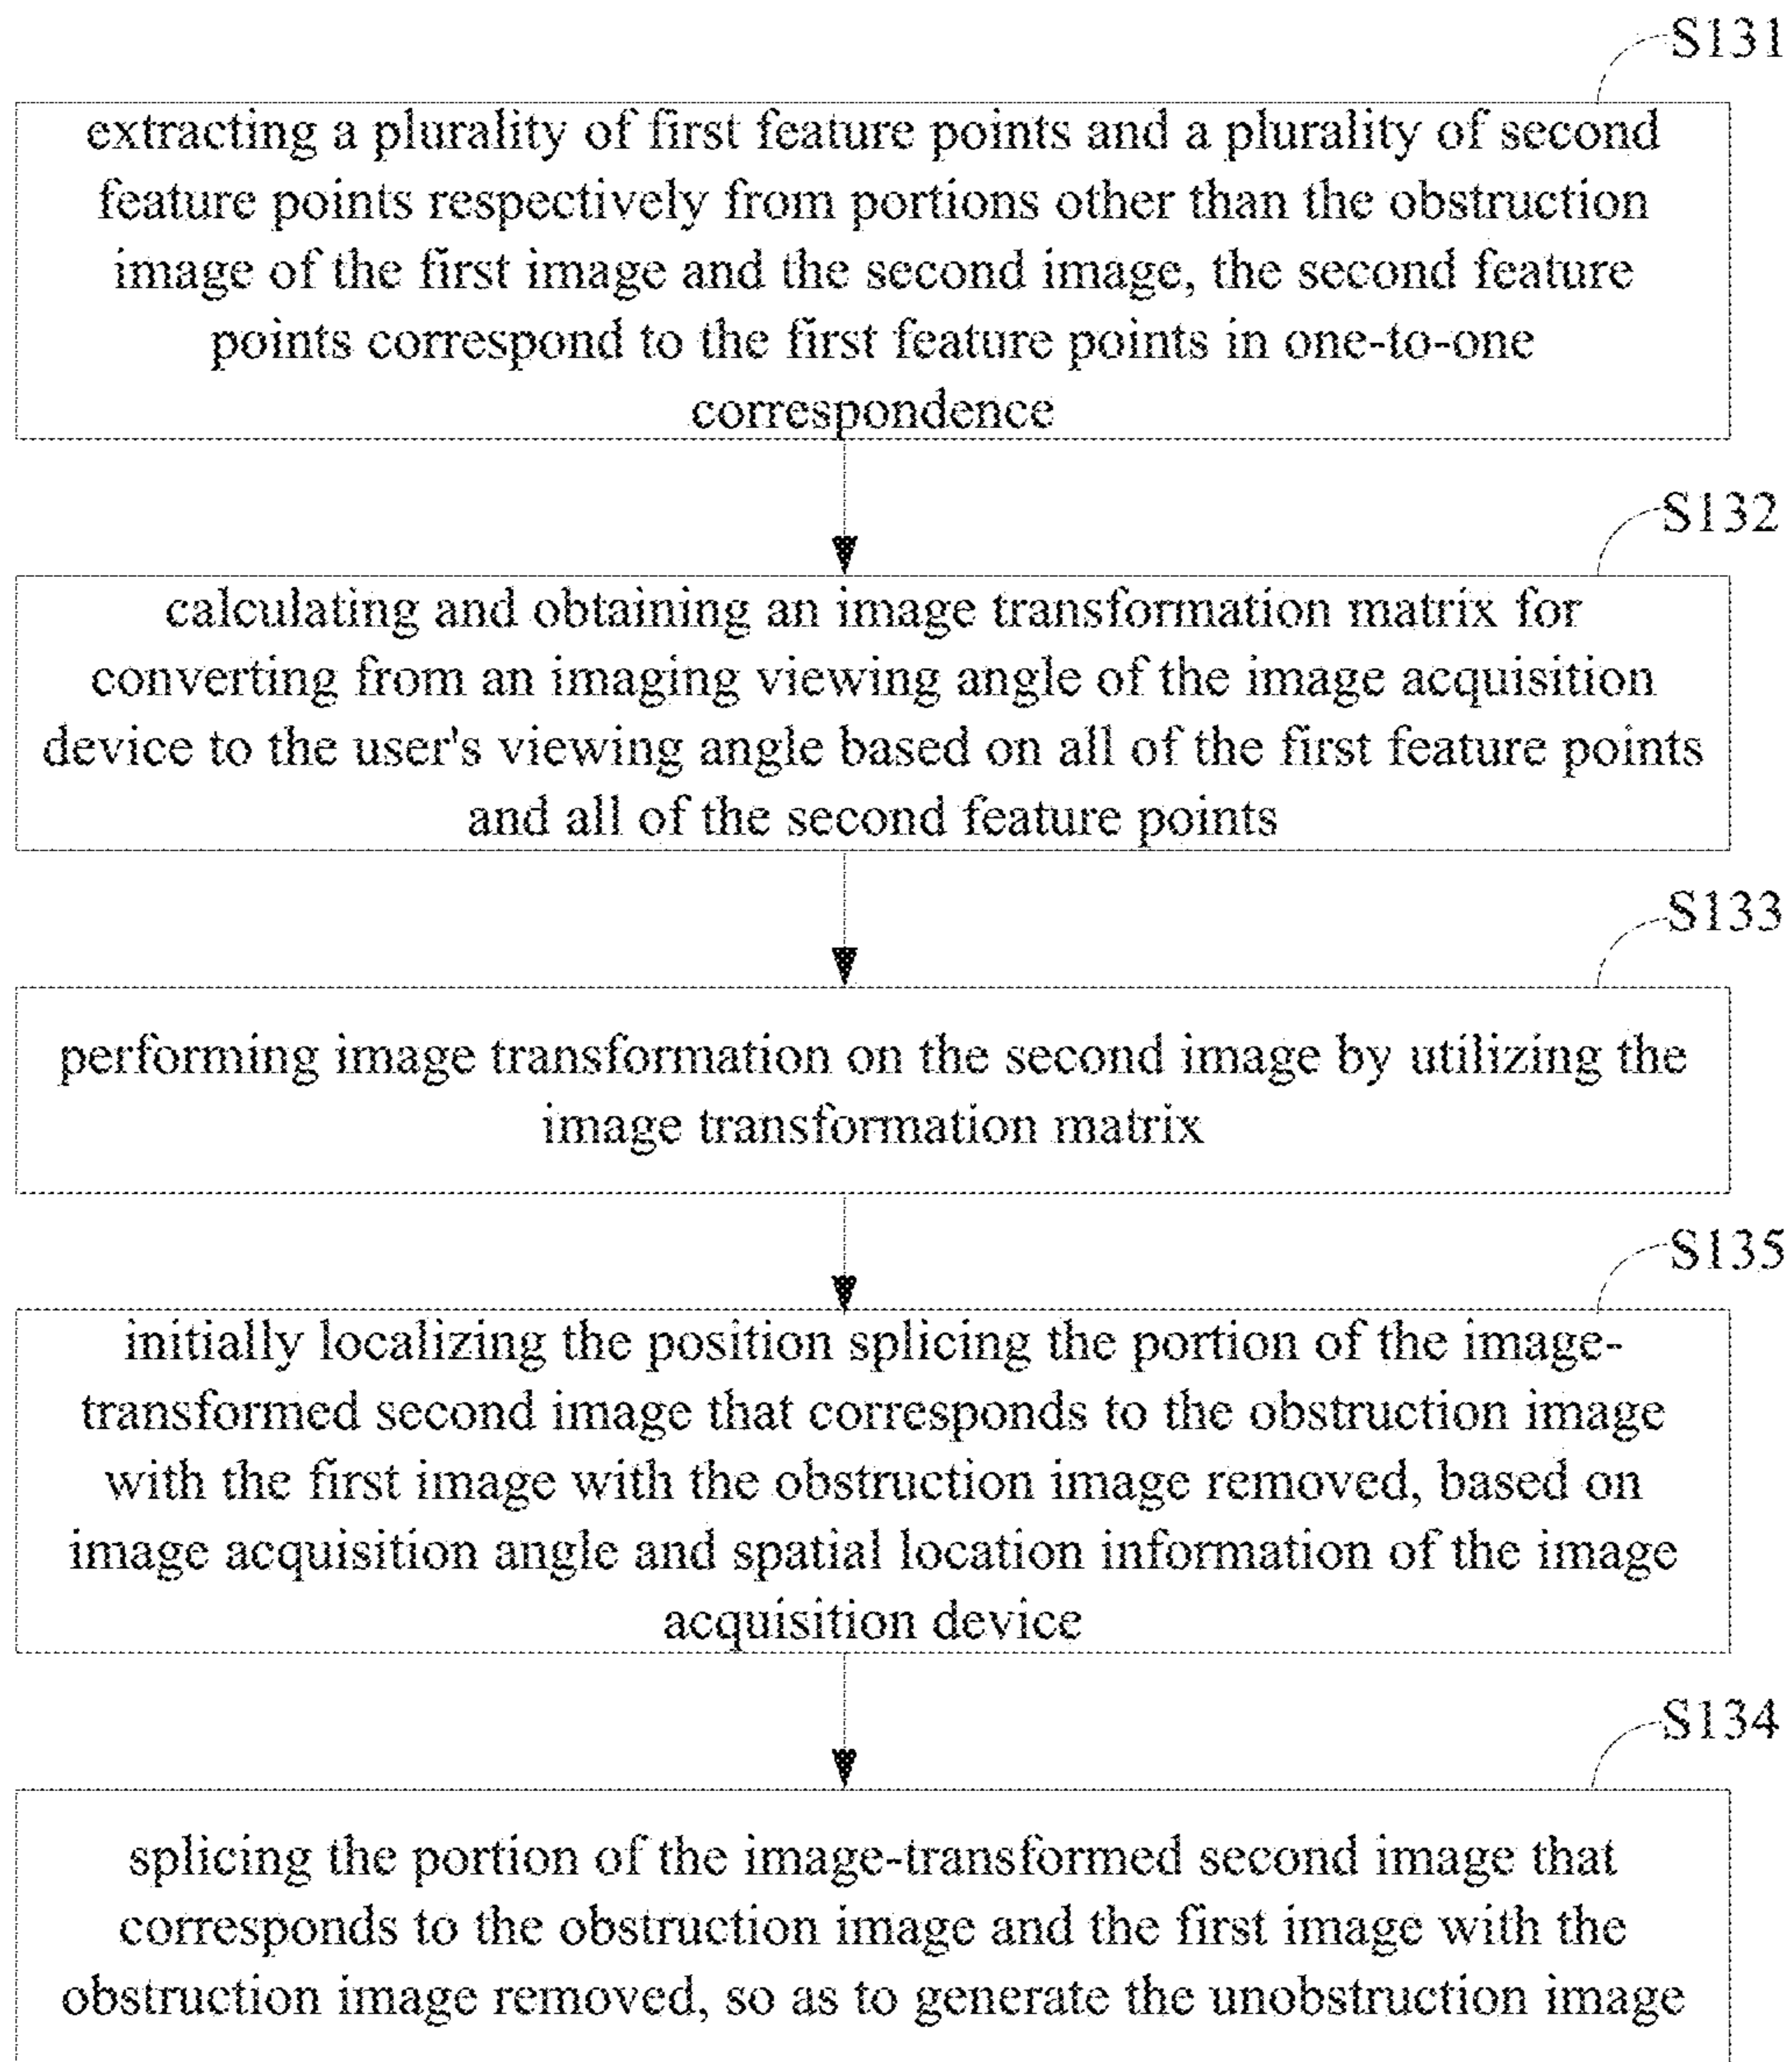 S131
extracting a plurality of first feature points and a plurality of second
feature points respectively from portions other than the obstruction
image of the first image and the second image, the second feature
points correspond to the first feature points in one-to-one
correspondence
S132
calculating and obtaining an image transformation matrix for
converting from an imaging viewing angle of the image acquisition
device to the user's viewing angle based on all of the first feature points
and all of the second feature points
S133
performing image transformation on the second image by utilizing the
image transformation matrix
S135
initially localizing the position splicing the portion of the image-
transformed second image that corresponds to the obstruction image
with the first image with the obstruction image removed, based on
image acquisition angle and spatial location information of the image
acquisition device
S134
splicing the portion of the image-transformed second image that
corresponds to the obstruction image and the first image with the
obstruction image removed, so as to generate the unobstruction image